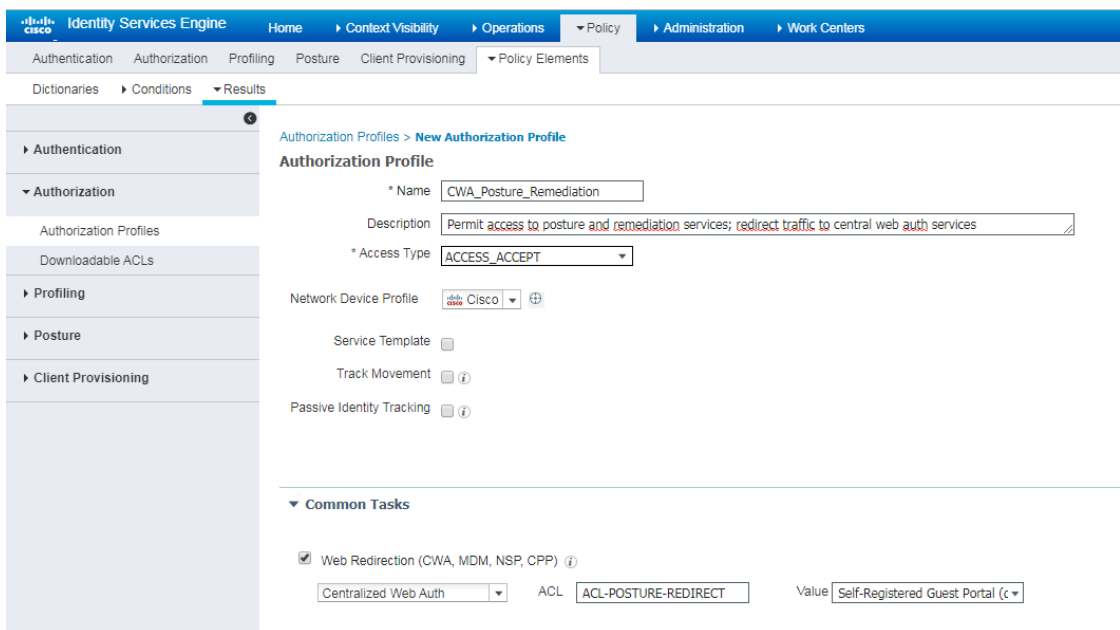 cisco Identity Services Engine Home Context Visibility Operations Policy Administration Work Centers
Authentication Authorization Profiling Posture Client Provisioning Policy Elements
Dictionaries Conditions Results
Authentication
Authorization
Authorization Profiles
Downloadable ACLs
Profiling
Posture
Client Provisioning
Authorization Profiles > New Authorization Profile
Authorization Profile
* Name CWA_Posture_Remediation
Description Permit access to posture and remediation services; redirect traffic to central web auth services
* Access Type ACCESS_ACCEPT
Network Device Profile cisco Cisco
Service Template
Track Movement
Passive Identity Tracking
Common Tasks
Web Redirection (CWA, MDM, NSP, CPP)
Centralized Web Auth ACL ACL-POSTURE-REDIRECT Value Self-Registered Guest Portal (c